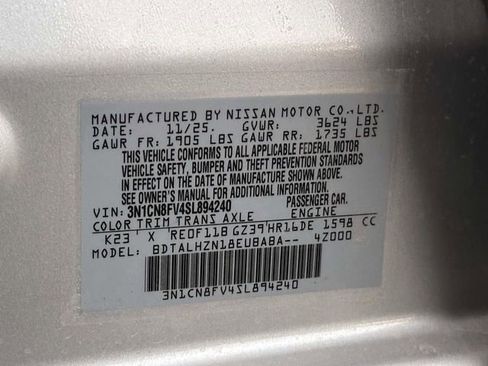 MANUFACTURED BY NISSAN MOTOR CO., LTD.
DATE: 11/25. GVWR: 3624 LBS
GAWR FR: 1905 LBS GAWR RR: 1735 LBS
THIS VEHICLE CONFORMS TO ALL APPLICABLE FEDERAL MOTOR
VEHICLE SAFETY, BUMPER AND THEFT PREVENTION STANDARDS
IN EFFECT ON THE DATE OF MANUFACTURE SHOWN ABOVE. SEE
OWNER'S MANUAL FOR ADDITIONAL INFORMATION.
VIN: 3N1CN8FV4SL894240 PASSENGER CAR.
COLOR TRIM TRANS AXLE ENGINE
K23 X RE0F11B GZ39 HR16DE 1598 CC
MODEL: BDTALHZN18EUBABA-- 4Z000
3N1CN8FV4SL894240